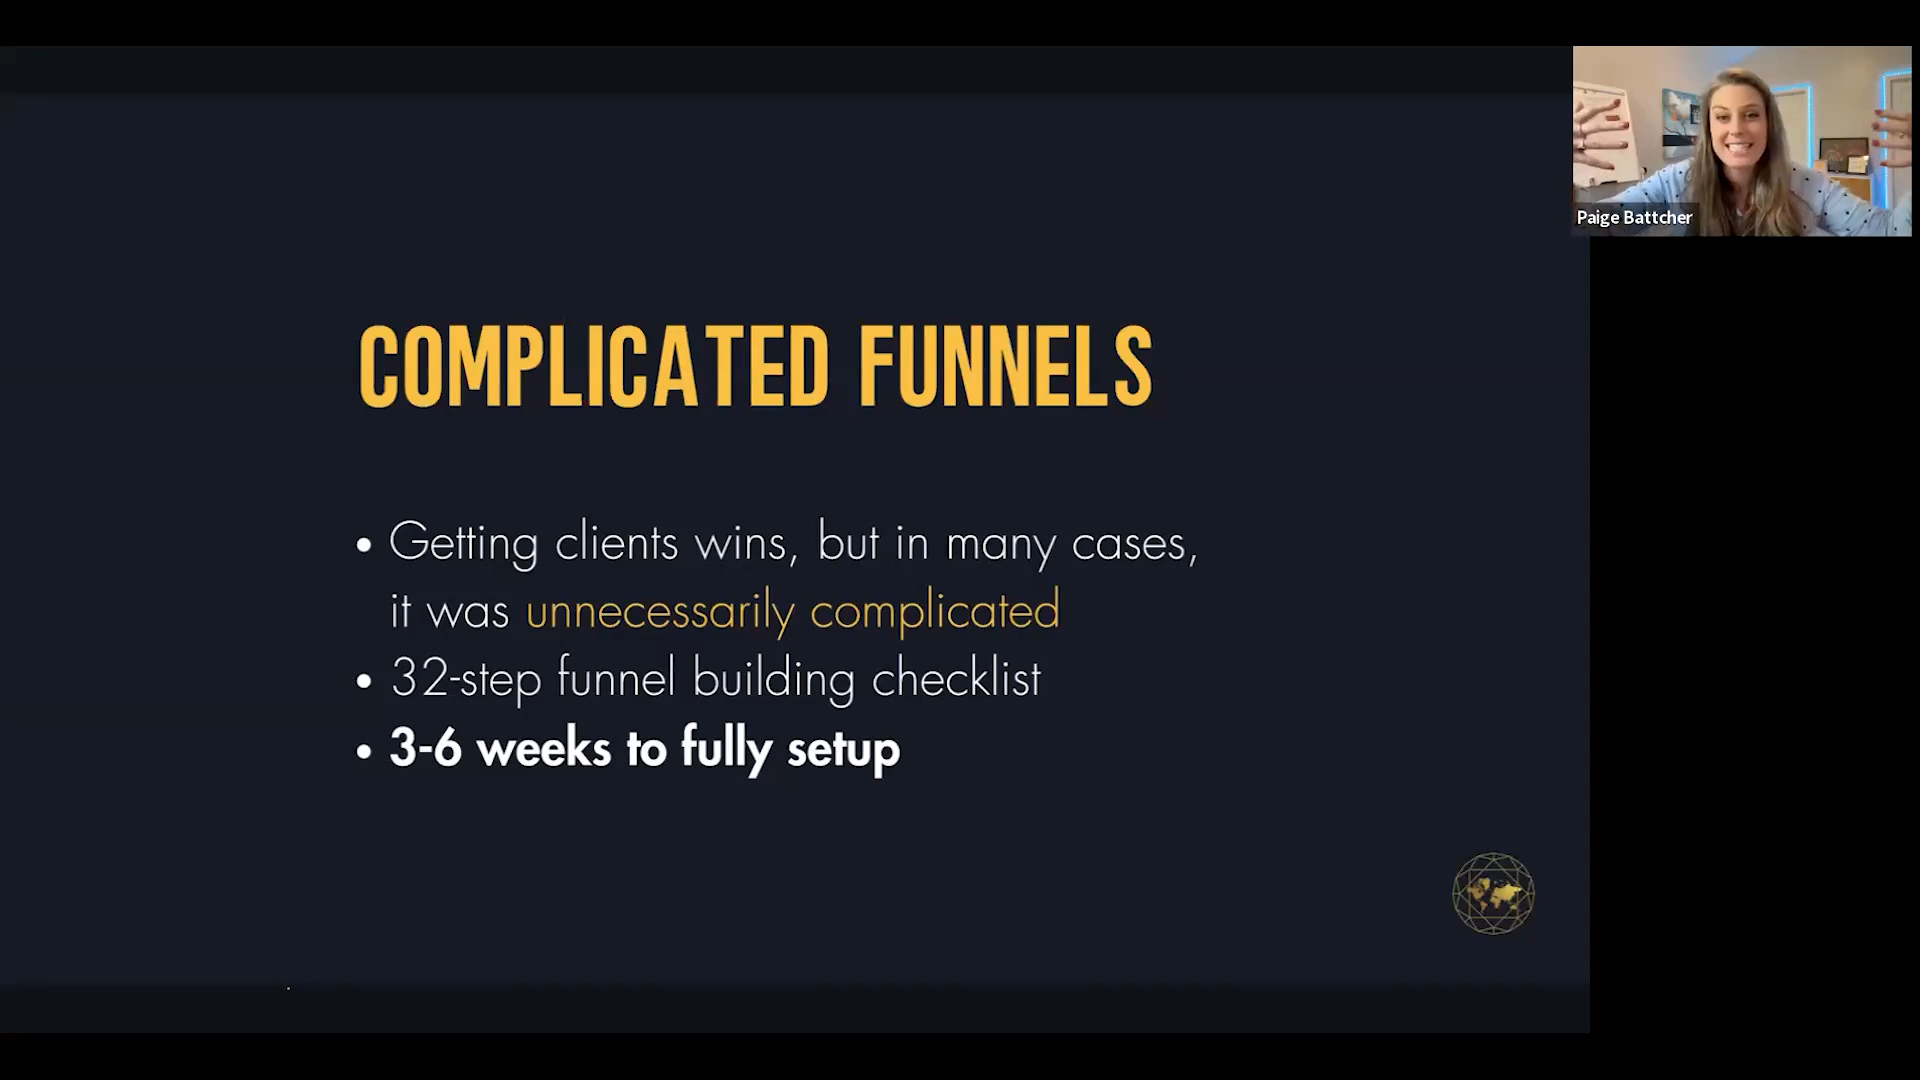 Paige Battcher
COMPLICATED FUNNELS
• Getting clients wins, but in many cases,
it was unnecessarily complicated
• 32-step funnel building checklist
• 3-6 weeks to fully setup